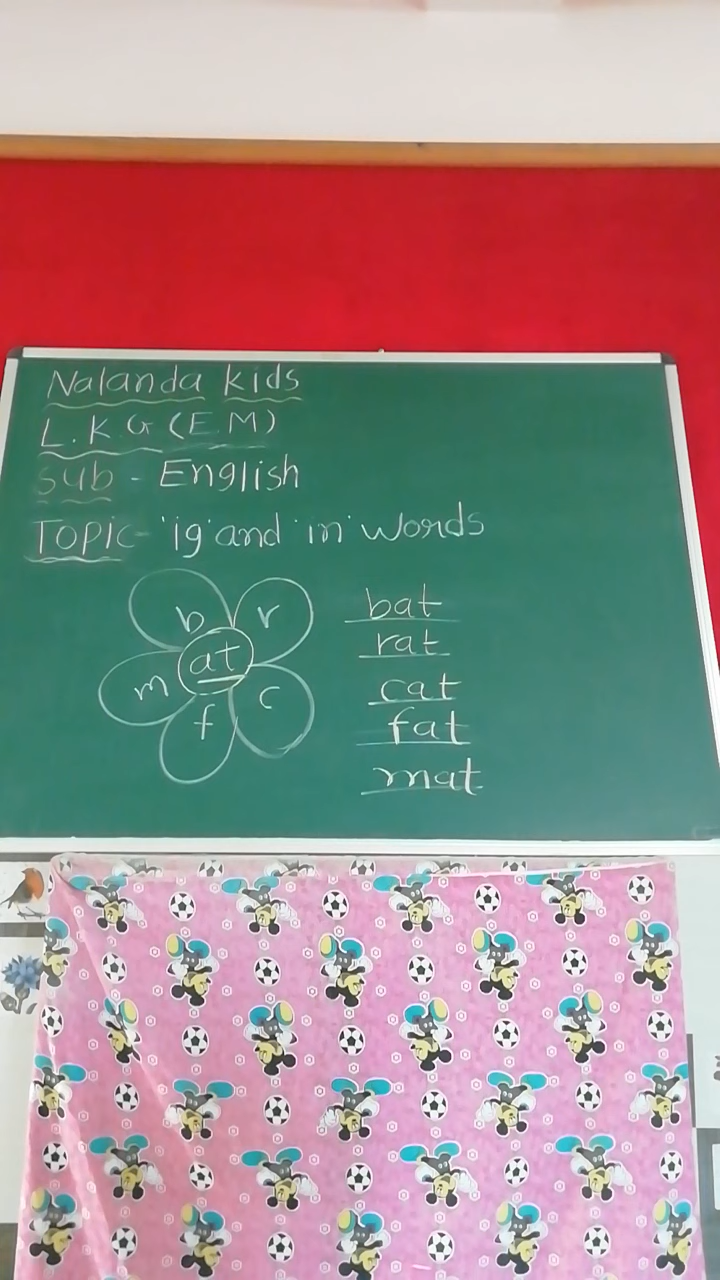 Nalanda kids
L.K.G (E.M)
Sub - English
Topic - 'ig' and 'in' words
b r
at
m c
f
bat
rat
cat
fat
mat